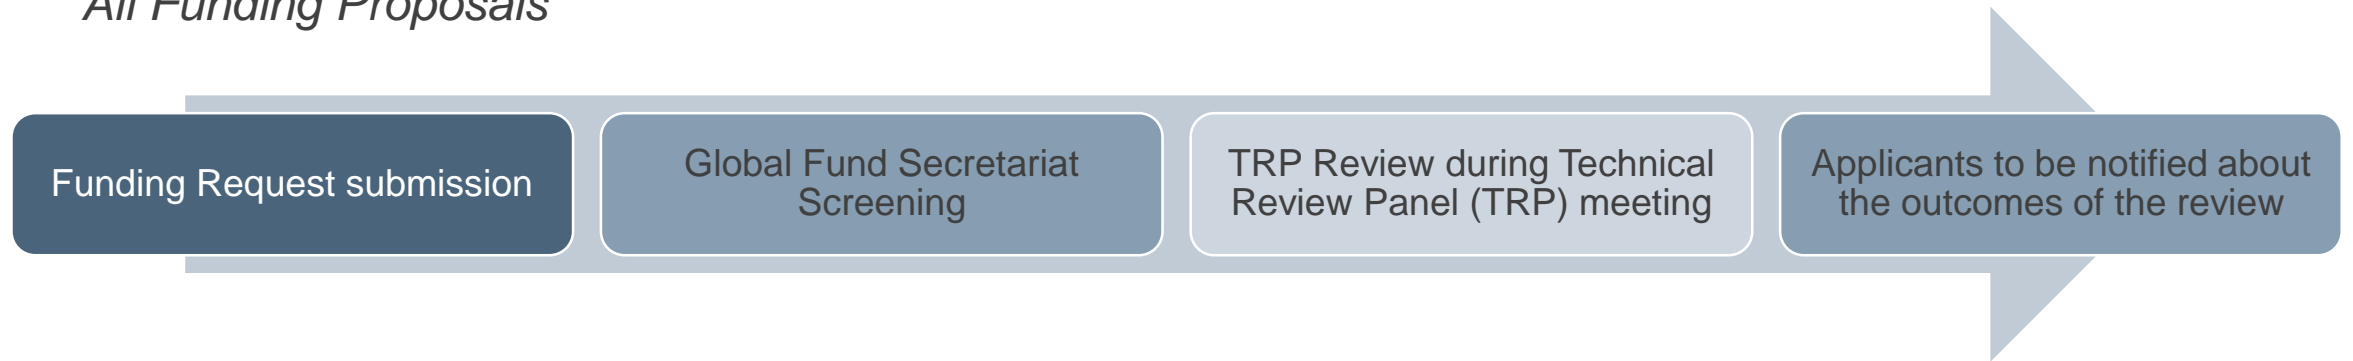 All Funding Proposals
Funding Request submission
Global Fund Secretariat
Screening
TRP Review during Technical
Review Panel (TRP) meeting
Applicants to be notified about
the outcomes of the review